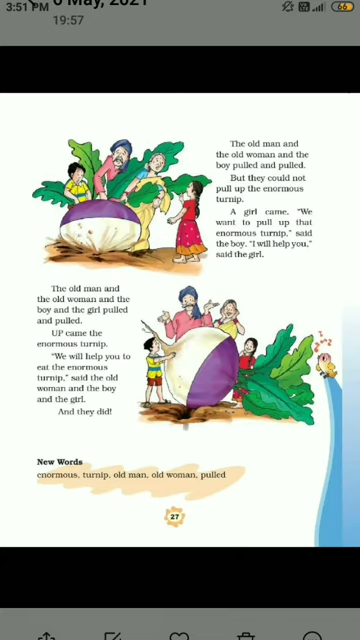 3:51 PM
6 May, 2021
66
19:57
The old man and
the old woman and the
boy pulled and pulled.
But they could not
pull up the enormous
turnip.
A girl came. "We
want to pull up that
enormous turnip," said
the boy. "I will help you,"
said the girl.
The old man and
the old woman and the
boy and the girl pulled
and pulled.
UP came the
enormous turnip.
"We will help you to
eat the enormous
turnip," said the old
woman and the boy
and the girl.
And they did!
New Words
enormous, turnip, old man, old woman, pulled
27